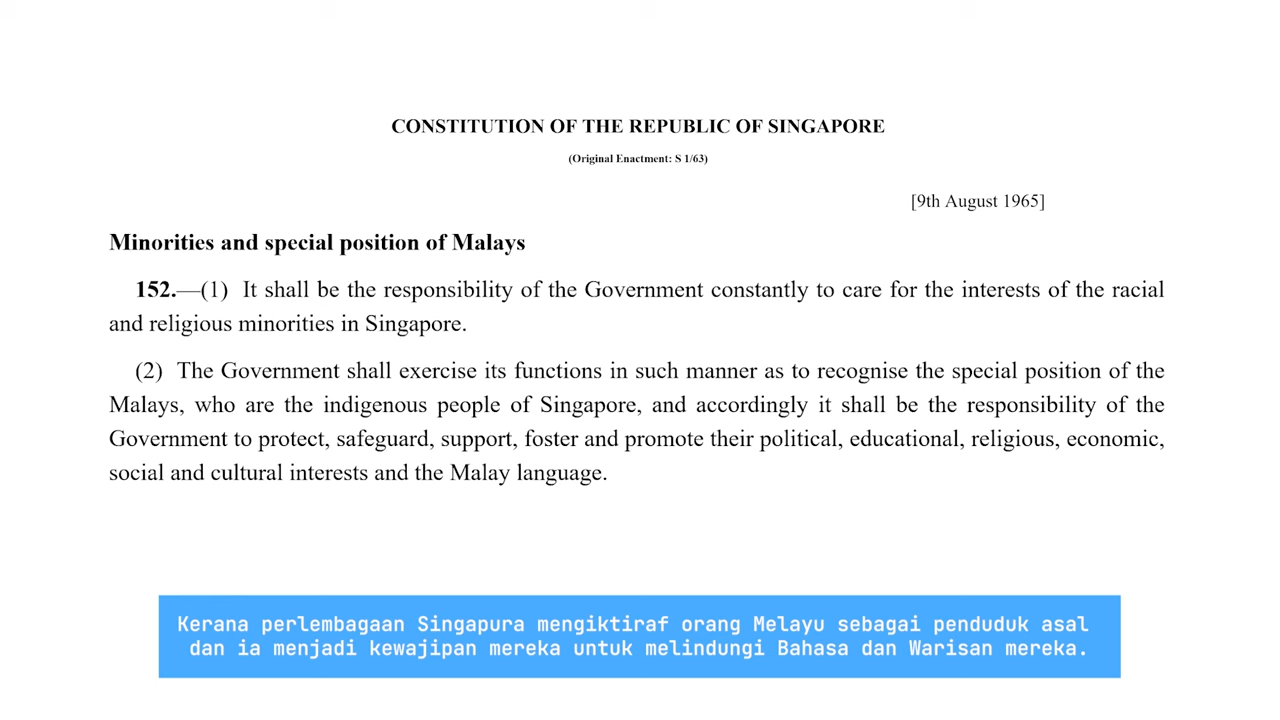 CONSTITUTION OF THE REPUBLIC OF SINGAPORE
(Original Enactment: S 1/63)
[9th August 1965]
Minorities and special position of Malays
152.—(1) It shall be the responsibility of the Government constantly to care for the interests of the racial
and religious minorities in Singapore.
(2) The Government shall exercise its functions in such manner as to recognise the special position of the
Malays, who are the indigenous people of Singapore, and accordingly it shall be the responsibility of the
Government to protect, safeguard, support, foster and promote their political, educational, religious, economic,
social and cultural interests and the Malay language.
Kerana perlembagaan Singapura mengiktiraf orang Melayu sebagai penduduk asal
dan ia menjadi kewajipan mereka untuk melindungi Bahasa dan Warisan mereka.